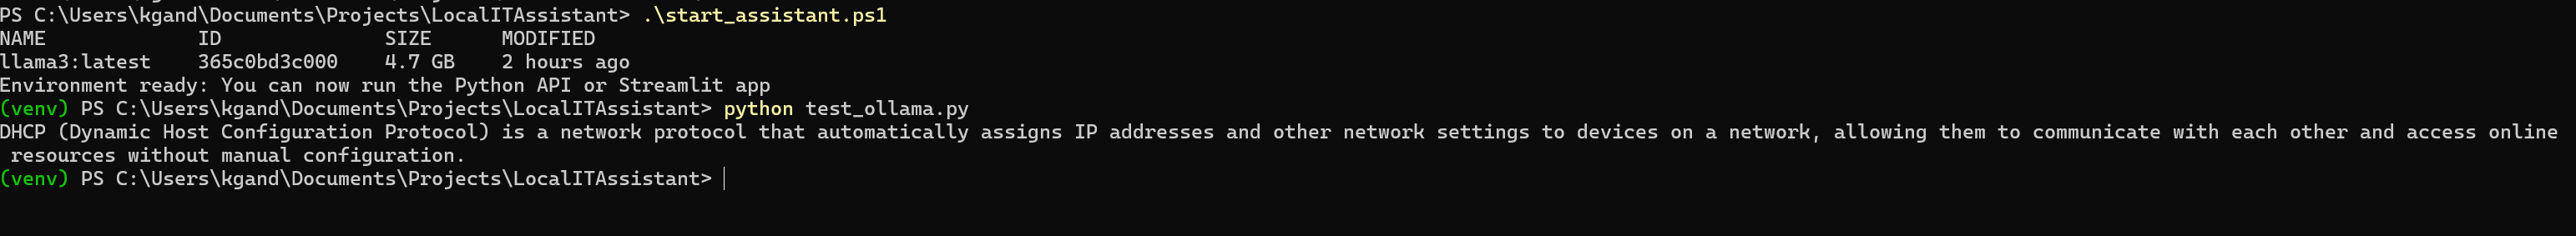 PS C:\Users\kgand\Documents\Projects\LocalITAssistant> .\start_assistant.ps1
NAME             ID              SIZE      MODIFIED
llama3:latest    365c0bd3c000    4.7 GB    2 hours ago
Environment ready: You can now run the Python API or Streamlit app
(venv) PS C:\Users\kgand\Documents\Projects\LocalITAssistant> python test_ollama.py
DHCP (Dynamic Host Configuration Protocol) is a network protocol that automatically assigns IP addresses and other network settings to devices on a network, allowing them to communicate with each other and access online
 resources without manual configuration.
(venv) PS C:\Users\kgand\Documents\Projects\LocalITAssistant>